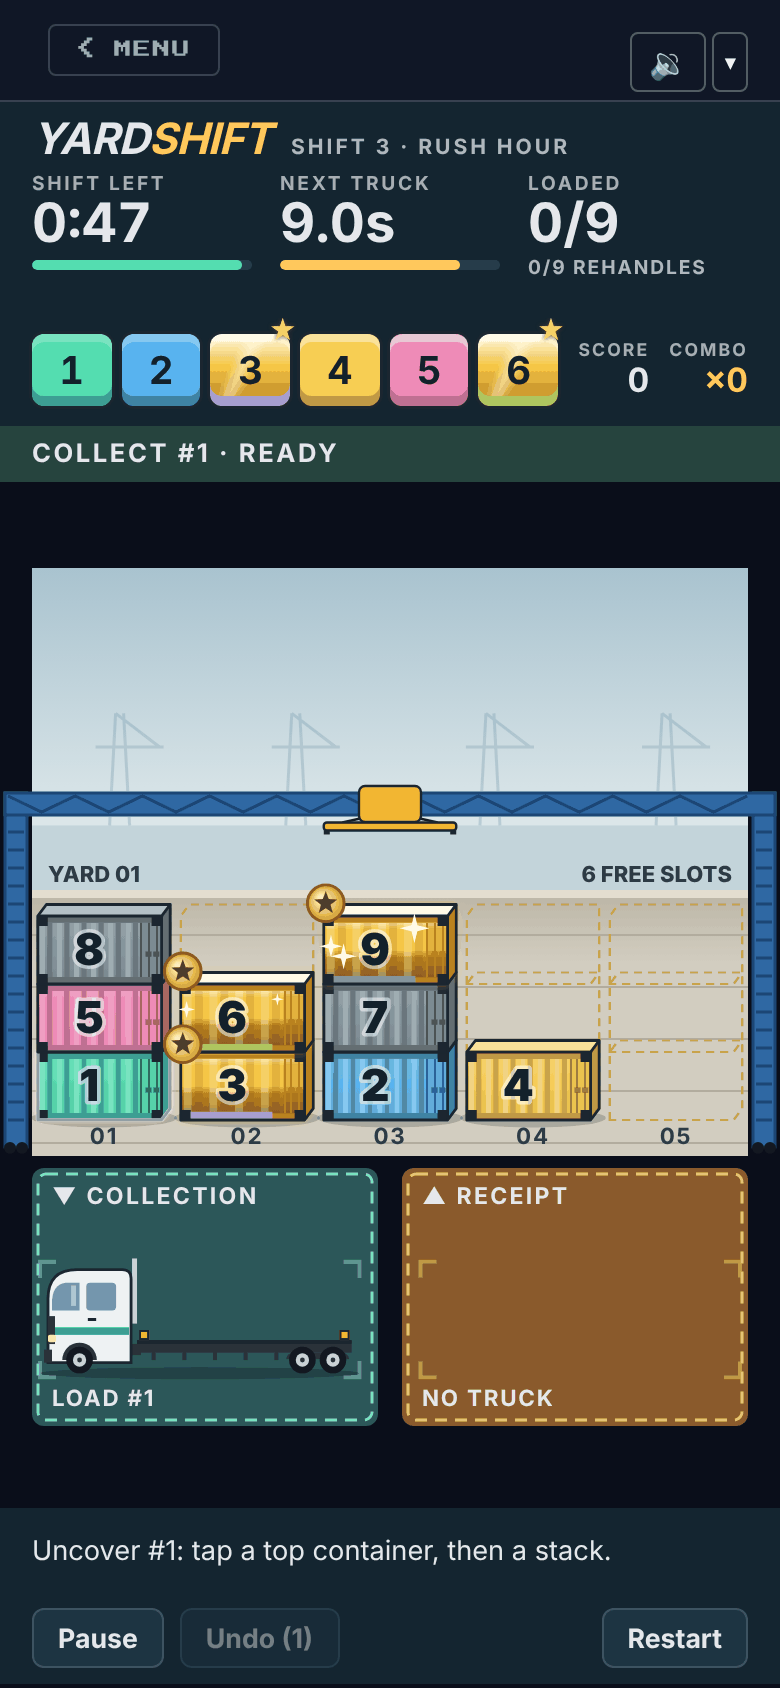 MENU
YARDSHIFT SHIFT 3 · RUSH HOUR
SHIFT LEFT NEXT TRUCK LOADED
0:47 9.0s 0/9
0/9 REHANDLES
1 2 3 4 5 6
SCORE COMBO
0 ×0
COLLECT #1 · READY
YARD 01 6 FREE SLOTS
8 9
5 6 7
1 3 2 4
01 02 03 04 05
▼ COLLECTION ▲ RECEIPT
LOAD #1 NO TRUCK
Uncover #1: tap a top container, then a stack.
Pause Undo (1) Restart